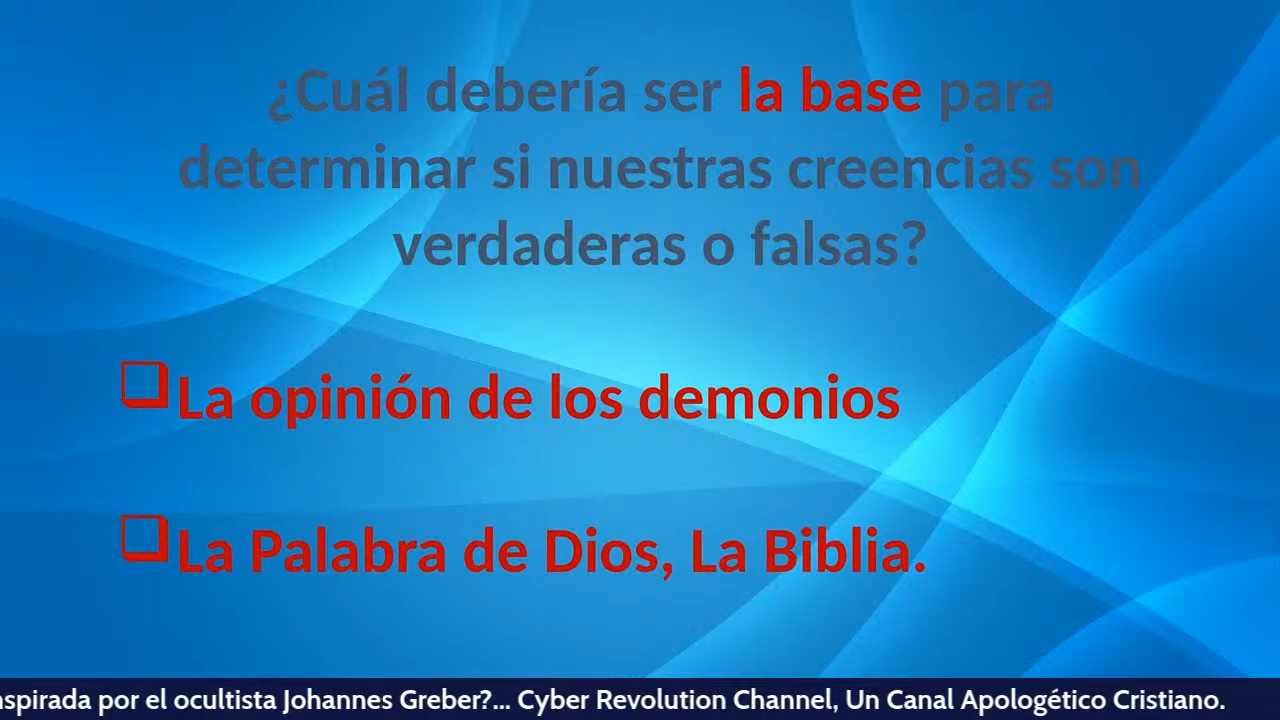 ¿Cuál debería ser la base para
determinar si nuestras creencias son
verdaderas o falsas?
La opinión de los demonios
La Palabra de Dios, La Biblia.
por el ocultista Johannes Greber?... Cyber Revolution Channel, Un Canal Apologético Cristiano.